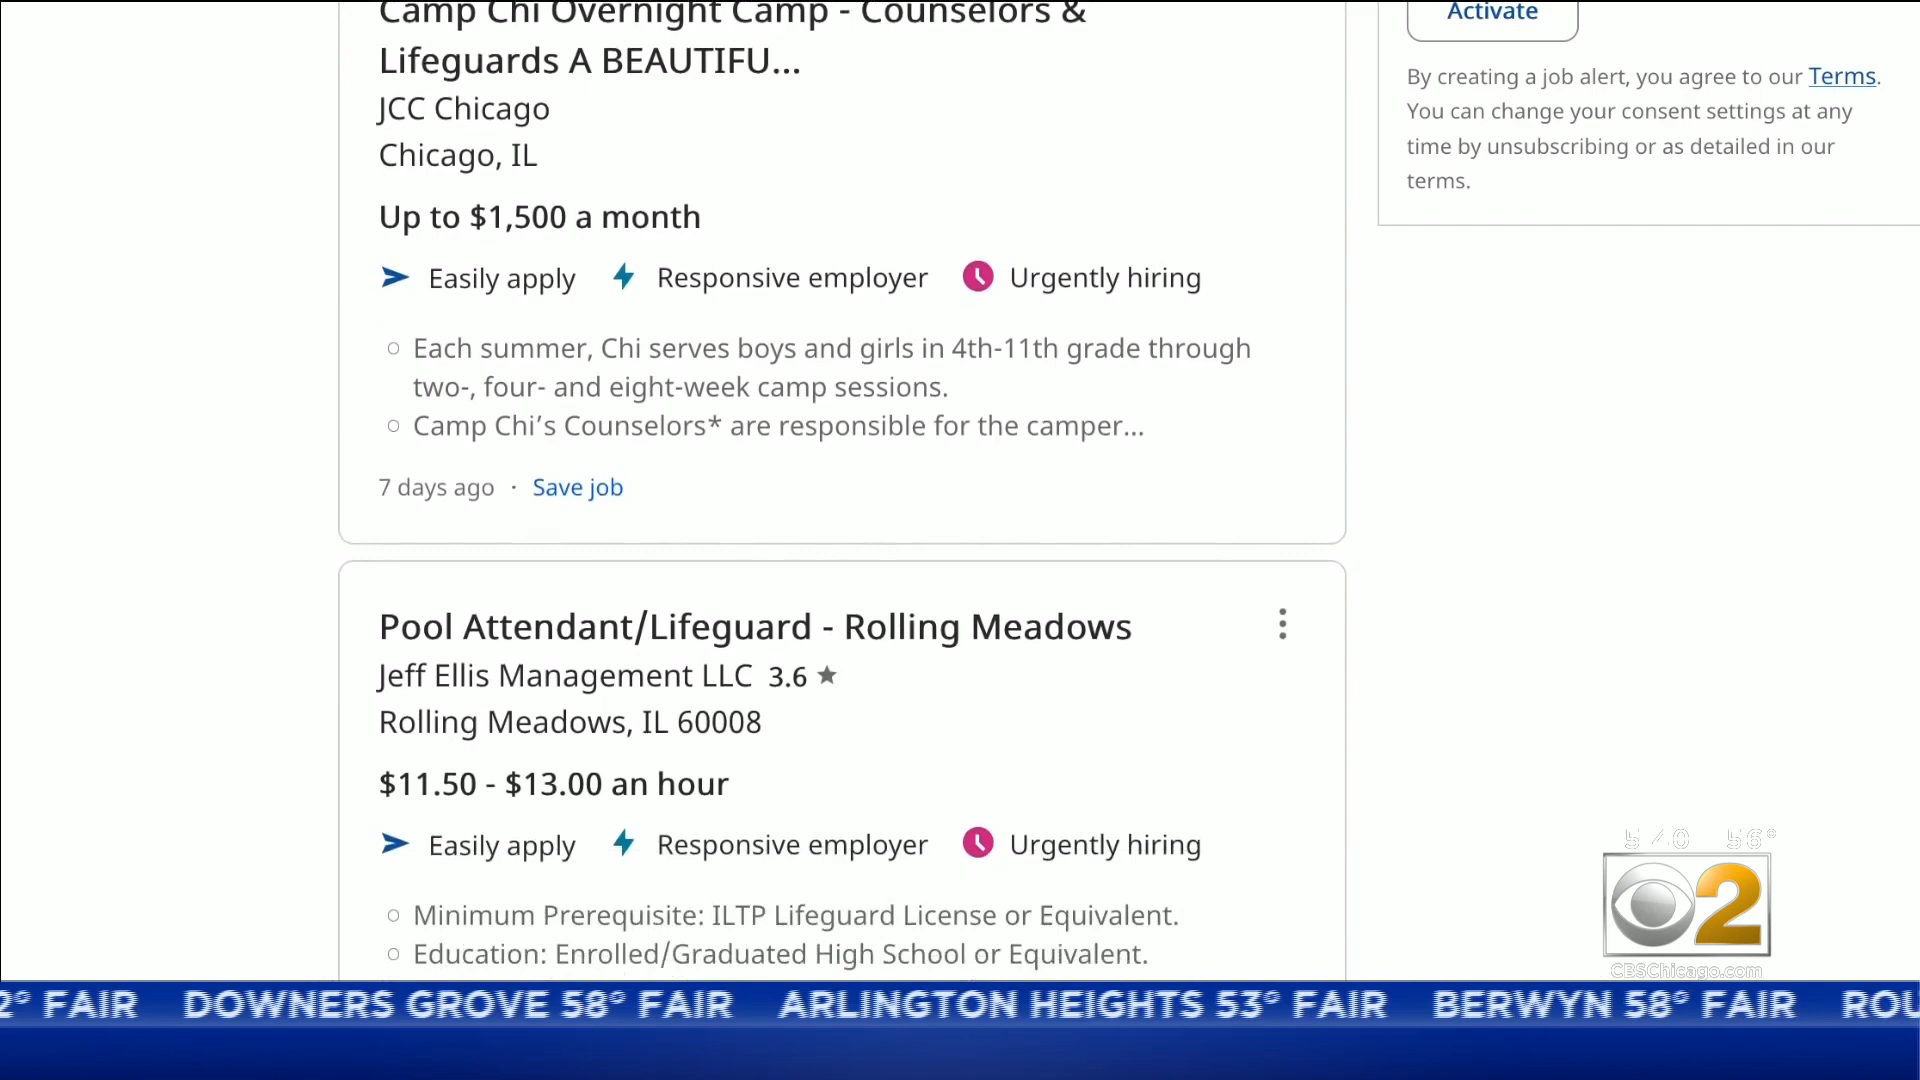 Camp Chi Overnight Camp - Counselors &
Lifeguards A BEAUTIFU...
JCC Chicago
Chicago, IL
Up to $1,500 a month
Easily apply
Responsive employer
Urgently hiring
Each summer, Chi serves boys and girls in 4th-11th grade through
two-, four- and eight-week camp sessions.
Camp Chi’s Counselors* are responsible for the camper...
7 days ago · Save job
Pool Attendant/Lifeguard - Rolling Meadows
Jeff Ellis Management LLC 3.6 ★
Rolling Meadows, IL 60008
$11.50 - $13.00 an hour
Easily apply
Responsive employer
Urgently hiring
Minimum Prerequisite: ILTP Lifeguard License or Equivalent.
Education: Enrolled/Graduated High School or Equivalent.
Activate
By creating a job alert, you agree to our Terms.
You can change your consent settings at any
time by unsubscribing or as detailed in our
terms.
5 40 56°
2
CBSChicago.com
2° FAIR DOWNERS GROVE 58° FAIR ARLINGTON HEIGHTS 53° FAIR BERWYN 58° FAIR ROU